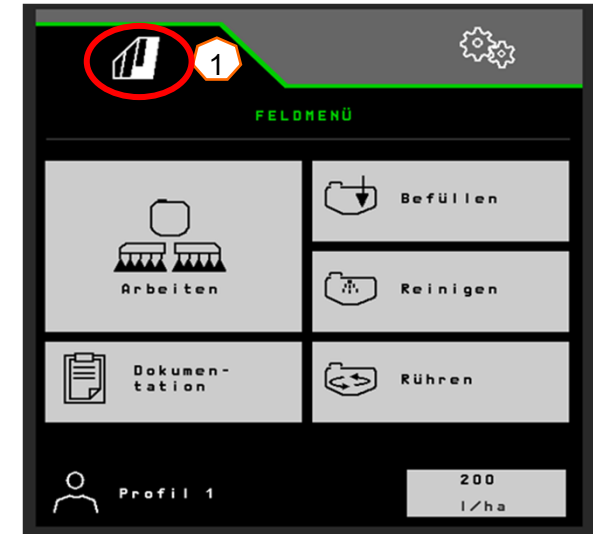 1
FELDMENÜ
Befüllen
Arbeiten
Reinigen
Dokumen-
tation
Rühren
Profil 1
200
l/ha